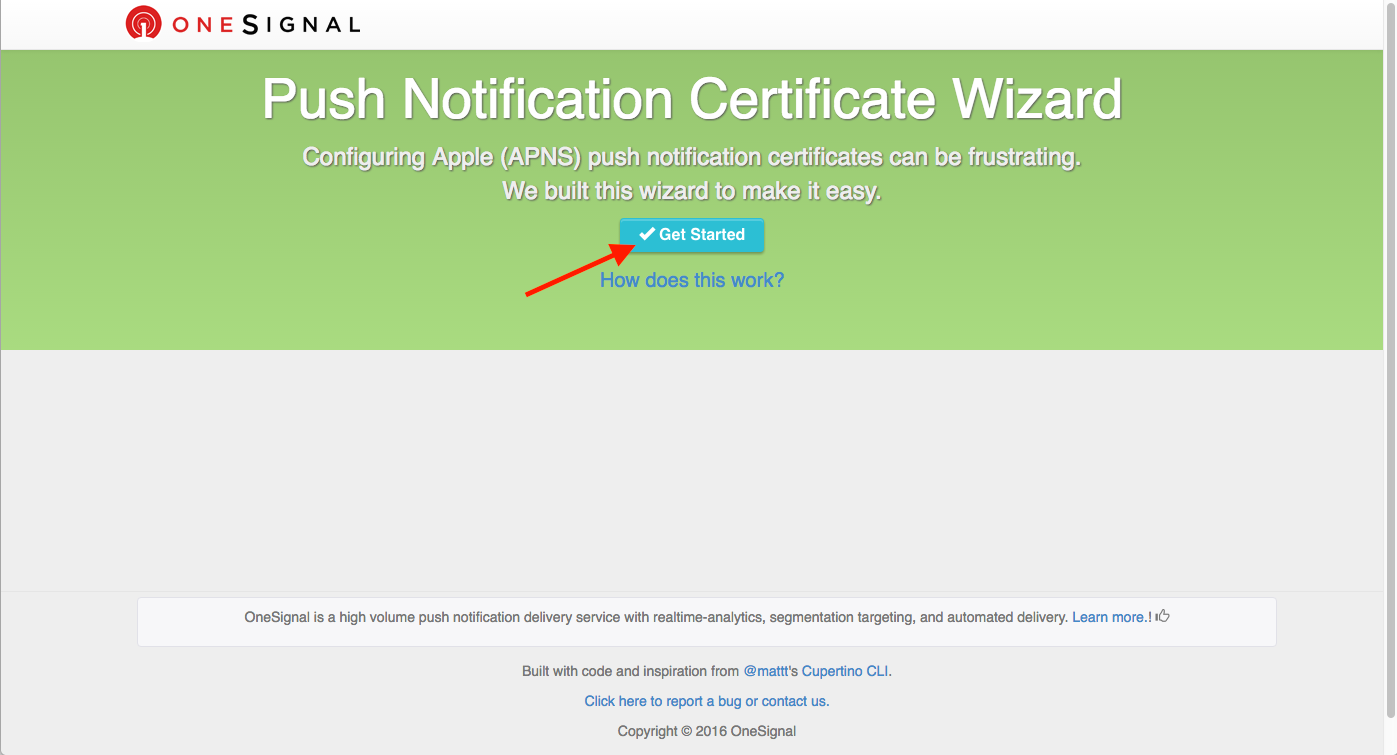 ONESIGNAL
Push Notification Certificate Wizard
Configuring Apple (APNS) push notification certificates can be frustrating.
We built this wizard to make it easy.
Get Started
How does this work?
OneSignal is a high volume push notification delivery service with realtime-analytics, segmentation targeting, and automated delivery. Learn more.!
Built with code and inspiration from @mattt's Cupertino CLI.
Click here to report a bug or contact us.
Copyright © 2016 OneSignal